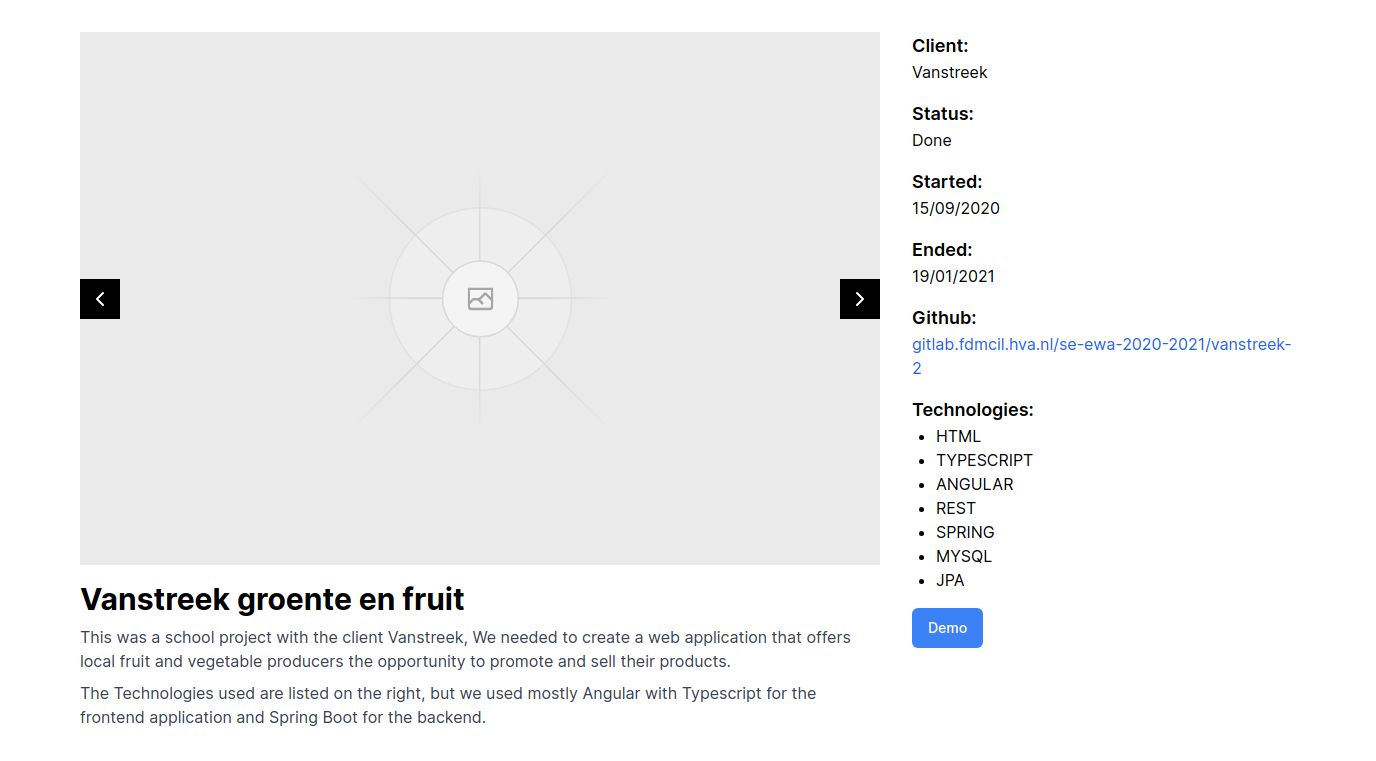 Vanstreek groente en fruit
This was a school project with the client Vanstreek, We needed to create a web application that offers
local fruit and vegetable producers the opportunity to promote and sell their products.
The Technologies used are listed on the right, but we used mostly Angular with Typescript for the
frontend application and Spring Boot for the backend.
Client:
Vanstreek
Status:
Done
Started:
15/09/2020
Ended:
19/01/2021
Github:
gitlab.fdmcil.hva.nl/se-ewa-2020-2021/vanstreek-
2
Technologies:
• HTML
• TYPESCRIPT
• ANGULAR
• REST
• SPRING
• MYSQL
• JPA
Demo